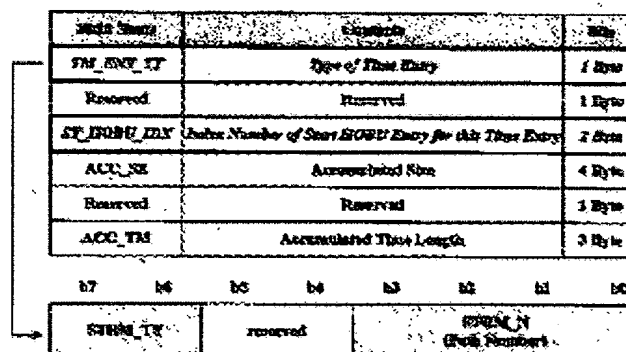 Contents
Type of Time Entry 1 Byte
Reserved Reserved 1 Byte
Index Number of Start HOBU Entry for this Time Entry 2 Byte
ACC_SZ Accumulated Size 4 Byte
Reserved Reserved 1 Byte
ACC_TM Accumulated Time Length 3 Byte
b7 b6 b5 b4 b3 b2 b1 b0
reserved
(Path Number)